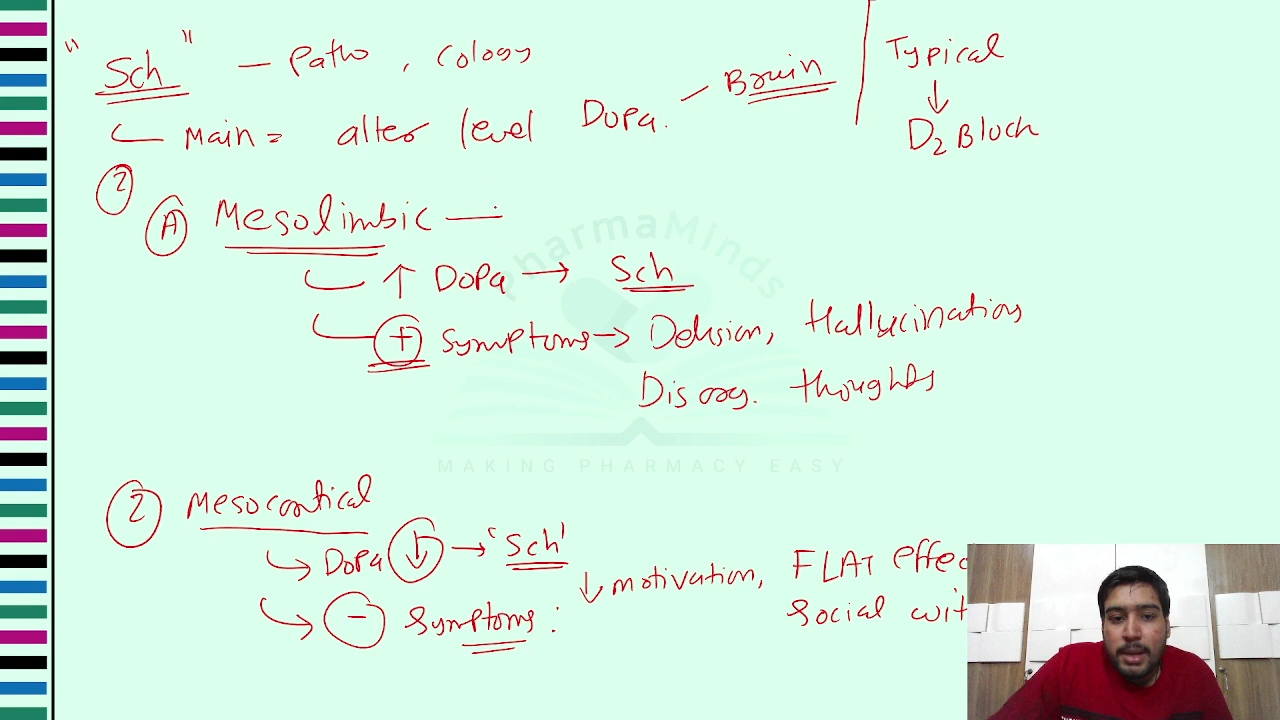 "Sch" - Patho, cology
Main = alter level Dopa. - Brain
Typical
↓
D2 Block
2
A Mesolimbic -
↑ Dopa → Sch
+ Symptoms → Delusion, Hallucinations
Disorg. thoughts
PharmaMinds
MAKING PHARMACY EASY
2 Mesocortical
Dopa ↓ → 'Sch'
- Symptoms: ↓ motivation, FLAT effec
Social wit